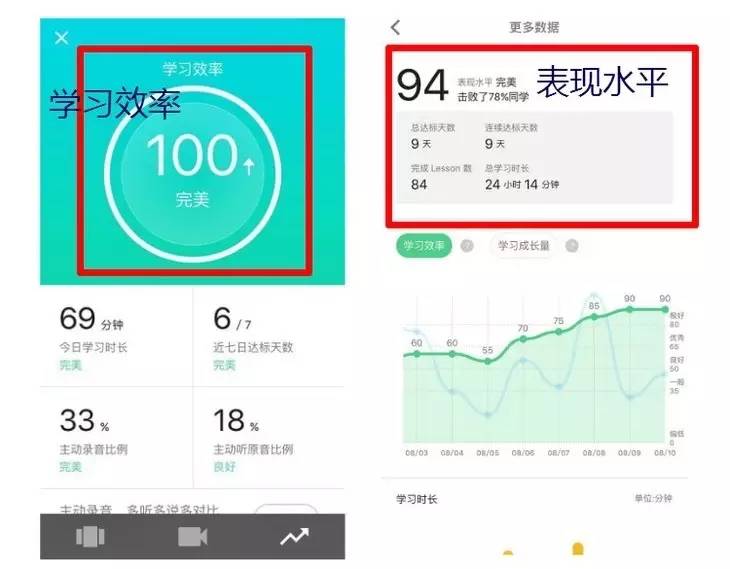 学习效率
学习效率
100
完美
69 分钟
今日学习时长
完美
6 / 7
近七日达标天数
完美
33 %
主动录音比例
完美
18 %
主动听原音比例
良好
主动录音、多听多说多对比
更多数据
94 表现水平 完美
击败了78%同学
表现水平
总达标天数
9 天
连续达标天数
9 天
完成 Lesson 数
84
总学习时长
24 小时 14 分钟
学习效率 ?
学习成长量 ?
60 60 55 70 75 85 90 90
极好
80
优秀
65
良好
50
一般
35
偏低
0
08/03 08/04 08/05 08/06 08/07 08/08 08/09 08/10
学习时长
单位:分钟